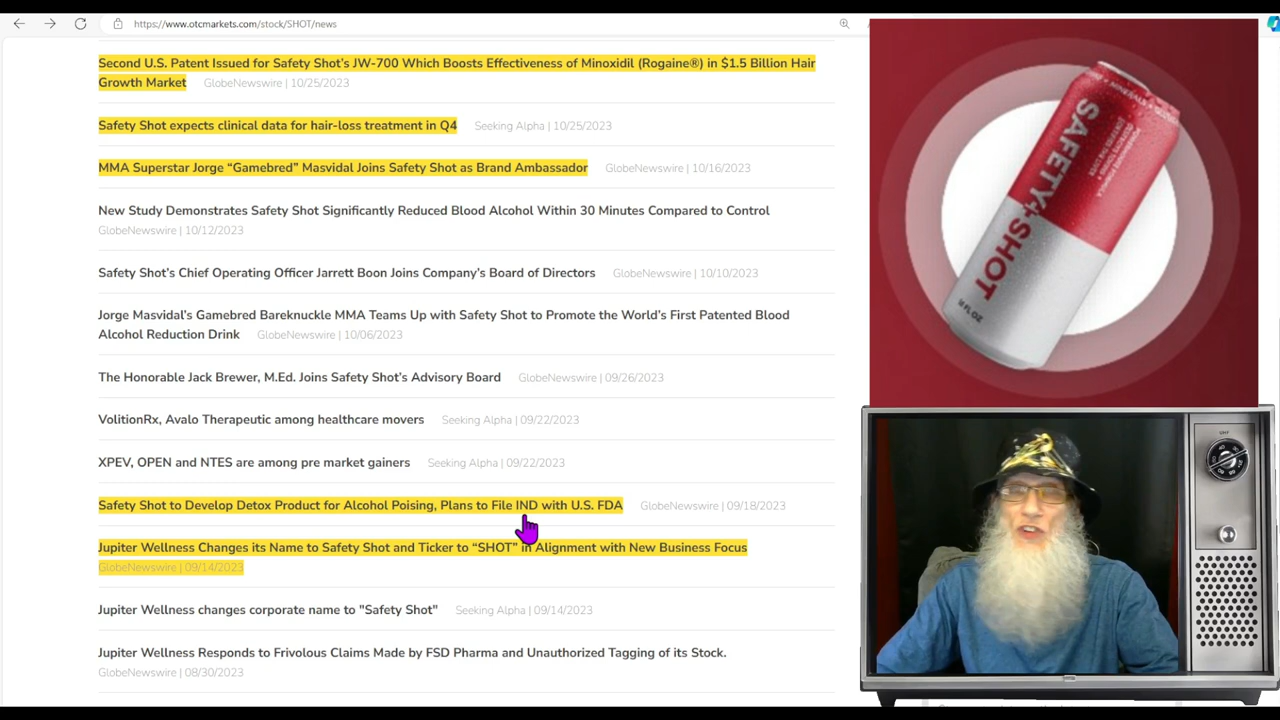 https://www.otcmarkets.com/stock/SHOT/news
Second U.S. Patent Issued for Safety Shot's JW-700 Which Boosts Effectiveness of Minoxidil (Rogaine®) in $1.5 Billion Hair
Growth Market GlobeNewswire | 10/25/2023
Safety Shot expects clinical data for hair-loss treatment in Q4 Seeking Alpha | 10/25/2023
MMA Superstar Jorge “Gamebred” Masvidal Joins Safety Shot as Brand Ambassador GlobeNewswire | 10/16/2023
New Study Demonstrates Safety Shot Significantly Reduced Blood Alcohol Within 30 Minutes Compared to Control
GlobeNewswire | 10/12/2023
Safety Shot's Chief Operating Officer Jarrett Boon Joins Company's Board of Directors GlobeNewswire | 10/10/2023
Jorge Masvidal's Gamebred Bareknuckle MMA Teams Up with Safety Shot to Promote the World's First Patented Blood
Alcohol Reduction Drink GlobeNewswire | 10/06/2023
The Honorable Jack Brewer, M.Ed. Joins Safety Shot's Advisory Board GlobeNewswire | 09/26/2023
VolitionRx, Avalo Therapeutic among healthcare movers Seeking Alpha | 09/22/2023
XPEV, OPEN and NTES are among pre market gainers Seeking Alpha | 09/22/2023
Safety Shot to Develop Detox Product for Alcohol Poising, Plans to File IND with U.S. FDA GlobeNewswire | 09/18/2023
Jupiter Wellness Changes its Name to Safety Shot and Ticker to “SHOT” in Alignment with New Business Focus
GlobeNewswire | 09/14/2023
Jupiter Wellness changes corporate name to "Safety Shot" Seeking Alpha | 09/14/2023
Jupiter Wellness Responds to Frivolous Claims Made by FSD Pharma and Unauthorized Tagging of its Stock.
GlobeNewswire | 08/30/2023
SAFETY SHOT
12 FL OZ
UHF